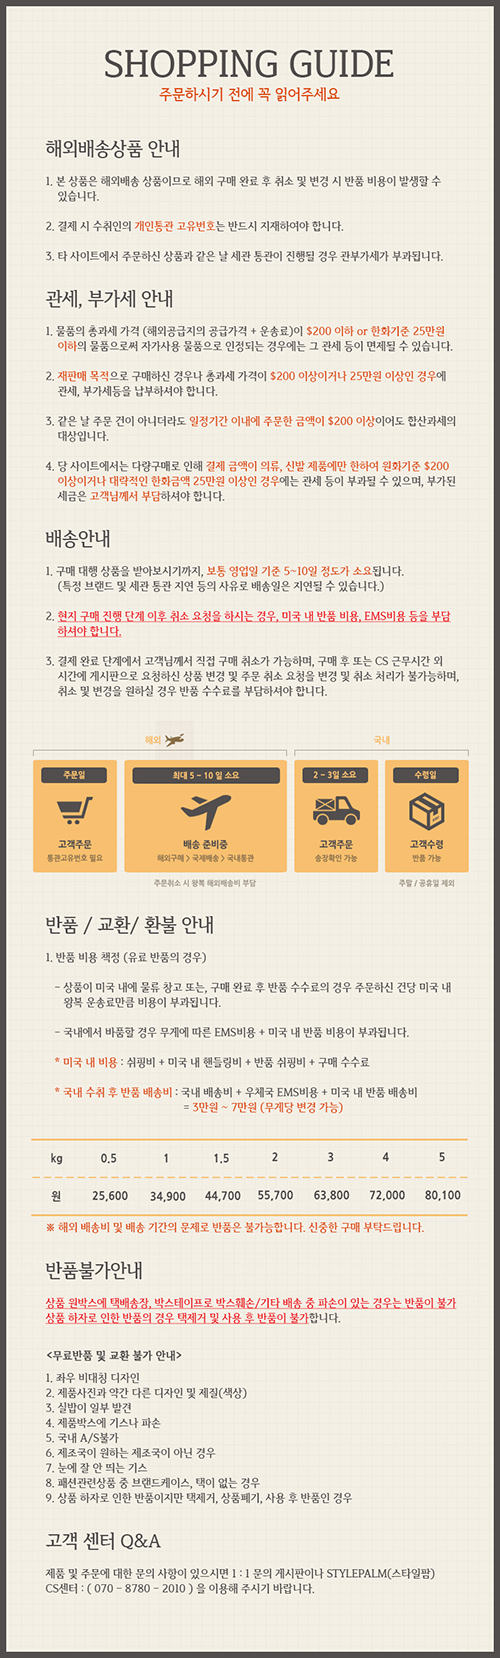 SHOPPING GUIDE
주문하시기 전에 꼭 읽어주세요
해외배송상품 안내
1. 본 상품은 해외배송 상품이므로 해외 구매 완료 후 취소 및 변경 시 반품 비용이 발생할 수
있습니다.
2. 결제 시 수취인의 개인통관 고유번호는 반드시 지재하여야 합니다.
3. 타 사이트에서 주문하신 상품과 같은 날 세관 통관이 진행될 경우 관부가세가 부과됩니다.
관세, 부가세 안내
1. 물품의 총과세 가격 (해외공급지의 공급가격 + 운송료)이 $200 이하 or 한화기준 25만원
이하의 물품으로써 자가사용 물품으로 인정되는 경우에는 그 관세 등이 면제될 수 있습니다.
2. 재판매 목적으로 구매하신 경우나 총과세 가격이 $200 이상이거나 25만원 이상인 경우에
관세, 부가세등을 납부하셔야 합니다.
3. 같은 날 주문 건이 아니더라도 일정기간 이내에 주문한 금액이 $200 이상이어도 합산과세의
대상입니다.
4. 당 사이트에서는 다량구매로 인해 결제 금액이 의류, 신발 제품에만 한하여 원화기준 $200
이상이거나 대략적인 한화금액 25만원 이상인 경우에는 관세 등이 부과될 수 있으며, 부가된
세금은 고객님께서 부담하셔야 합니다.
배송안내
1. 구매 대행 상품을 받아보시기까지, 보통 영업일 기준 5~10일 정도가 소요됩니다.
(특정 브랜드 및 세관 통관 지연 등의 사유로 배송일은 지연될 수 있습니다.)
2. 현지 구매 진행 단계 이후 취소 요청을 하시는 경우, 미국 내 반품 비용, EMS비용 등을 부담
하셔야 합니다.
3. 결제 완료 단계에서 고객님께서 직접 구매 취소가 가능하며, 구매 후 또는 CS 근무시간 외
시간에 게시판으로 요청하신 상품 변경 및 주문 취소 요청을 변경 및 취소 처리가 불가능하며,
취소 및 변경을 원하실 경우 반품 수수료를 부담하셔야 합니다.
해외 국내
주문일 최대 5 - 10 일 소요 2 - 3일 소요 수령일
고객주문 배송 준비중 고객주문 고객수령
통관고유번호 필요 해외구매 > 국제배송 > 국내통관 송장확인 가능 반품 가능
주문취소 시 왕복 해외배송비 부담 주말 / 공휴일 제외
반품 / 교환/ 환불 안내
1. 반품 비용 책정 (유료 반품의 경우)
- 상품이 미국 내에 물류 창고 또는, 구매 완료 후 반품 수수료의 경우 주문하신 건당 미국 내
왕복 운송료만큼 비용이 부과됩니다.
- 국내에서 바품할 경우 무게에 따른 EMS비용 + 미국 내 반품 비용이 부과됩니다.
* 미국 내 비용 : 쉬핑비 + 미국 내 핸들링비 + 반품 쉬핑비 + 구매 수수료
* 국내 수취 후 반품 배송비 : 국내 배송비 + 우체국 EMS비용 + 미국 내 반품 배송비
= 3만원 ~ 7만원 (무게당 변경 가능)
kg 0.5 1 1.5 2 3 4 5
원 25,600 34,900 44,700 55,700 63,800 72,000 80,100
※ 해외 배송비 및 배송 기간의 문제로 반품은 불가능합니다. 신중한 구매 부탁드립니다.
반품불가안내
상품 원박스에 택배송장, 박스테이프로 박스훼손/기타 배송 중 파손이 있는 경우는 반품이 불가
상품 하자로 인한 반품의 경우 택제거 및 사용 후 반품이 불가합니다.
<무료반품 및 교환 불가 안내>
1. 좌우 비대칭 디자인
2. 제품사진과 약간 다른 디자인 및 제질(색상)
3. 실밥이 일부 발견
4. 제품박스에 기스나 파손
5. 국내 A/S불가
6. 제조국이 원하는 제조국이 아닌 경우
7. 눈에 잘 안 띄는 기스
8. 패션관련상품 중 브랜드케이스, 택이 없는 경우
9. 상품 하자로 인한 반품이지만 택제거, 상품폐기, 사용 후 반품인 경우
고객 센터 Q&A
제품 및 주문에 대한 문의 사항이 있으시면 1 : 1 문의 게시판이나 STYLEPALM(스타일팜)
CS센터 : ( 070 - 8780 - 2010 ) 을 이용해 주시기 바랍니다.